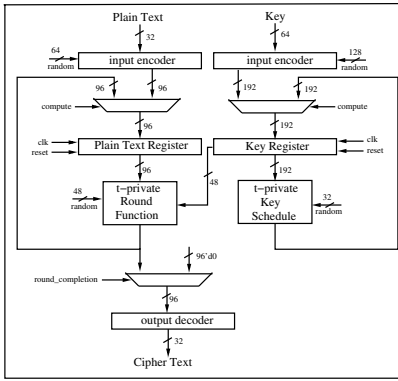 Plain Text
Key
32
64
64
random
input encoder
input encoder
128
random
96
96
192
192
compute
compute
96
192
clk
reset
Plain Text Register
Key Register
clk
reset
96
192
48
48
random
t-private
Round
Function
t-private
Key
Schedule
32
random
96'd0
round_completion
96
output decoder
32
Cipher Text